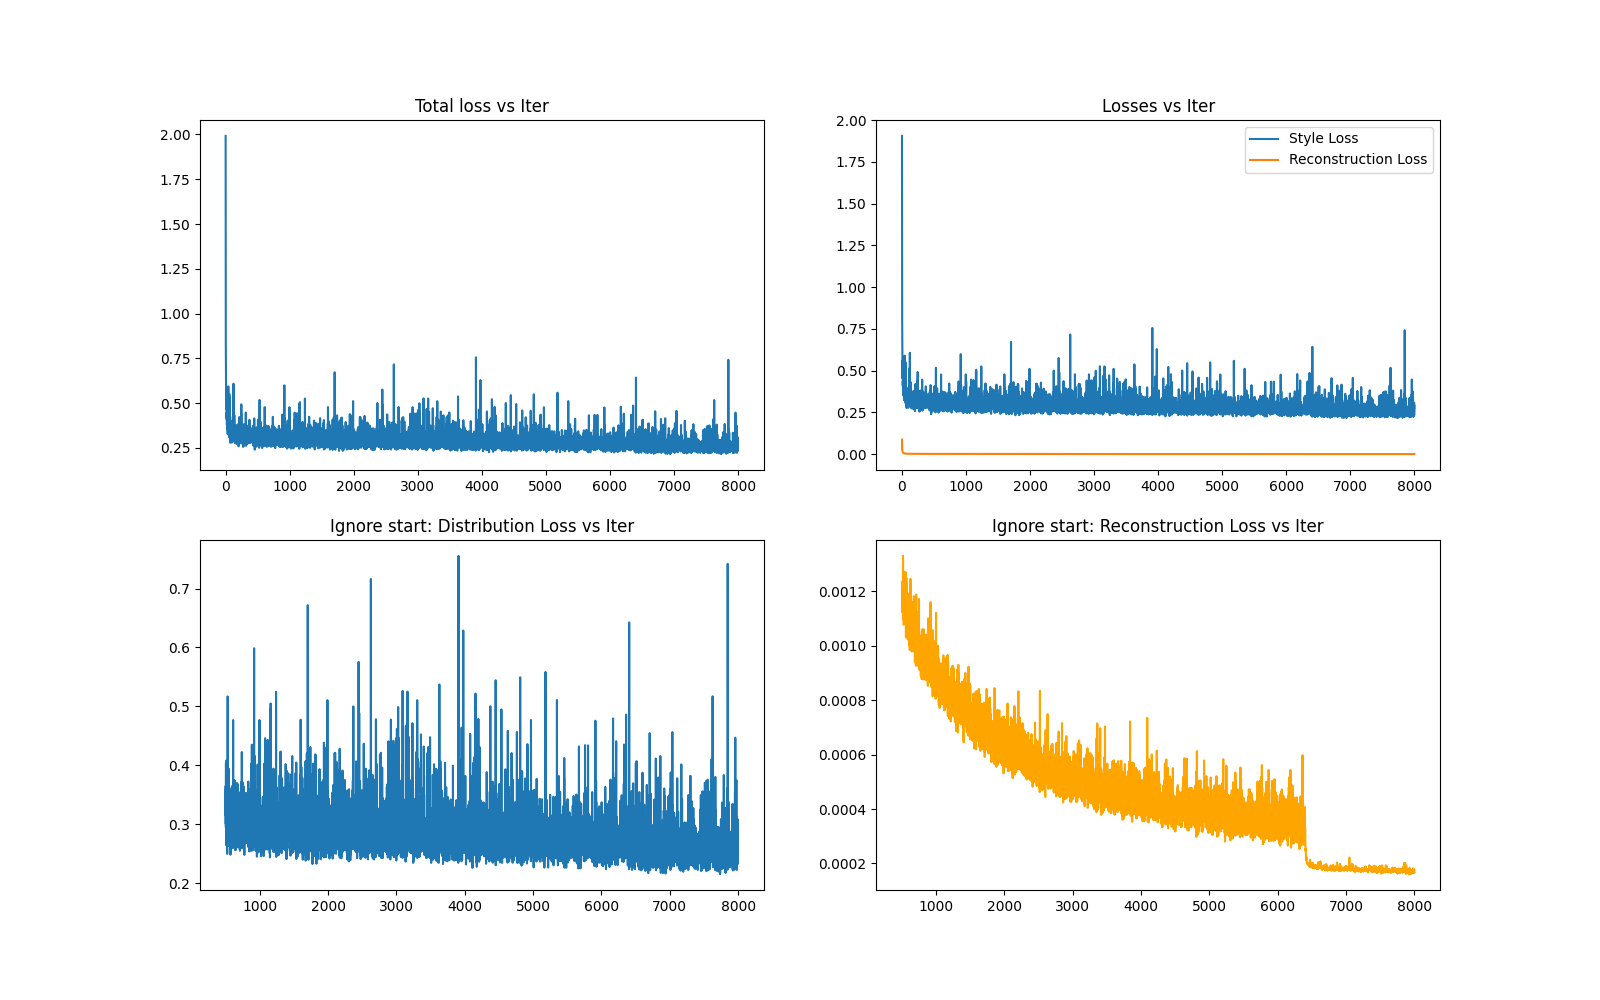 Total loss vs Iter
2.00
1.75
1.50
1.25
1.00
0.75
0.50
0.25
0 1000 2000 3000 4000 5000 6000 7000 8000
Losses vs Iter
2.00
1.75
1.50
1.25
1.00
0.75
0.50
0.25
0.00
Style Loss
Reconstruction Loss
0 1000 2000 3000 4000 5000 6000 7000 8000
Ignore start: Distribution Loss vs Iter
0.7
0.6
0.5
0.4
0.3
0.2
1000 2000 3000 4000 5000 6000 7000 8000
Ignore start: Reconstruction Loss vs Iter
0.0012
0.0010
0.0008
0.0006
0.0004
0.0002
1000 2000 3000 4000 5000 6000 7000 8000